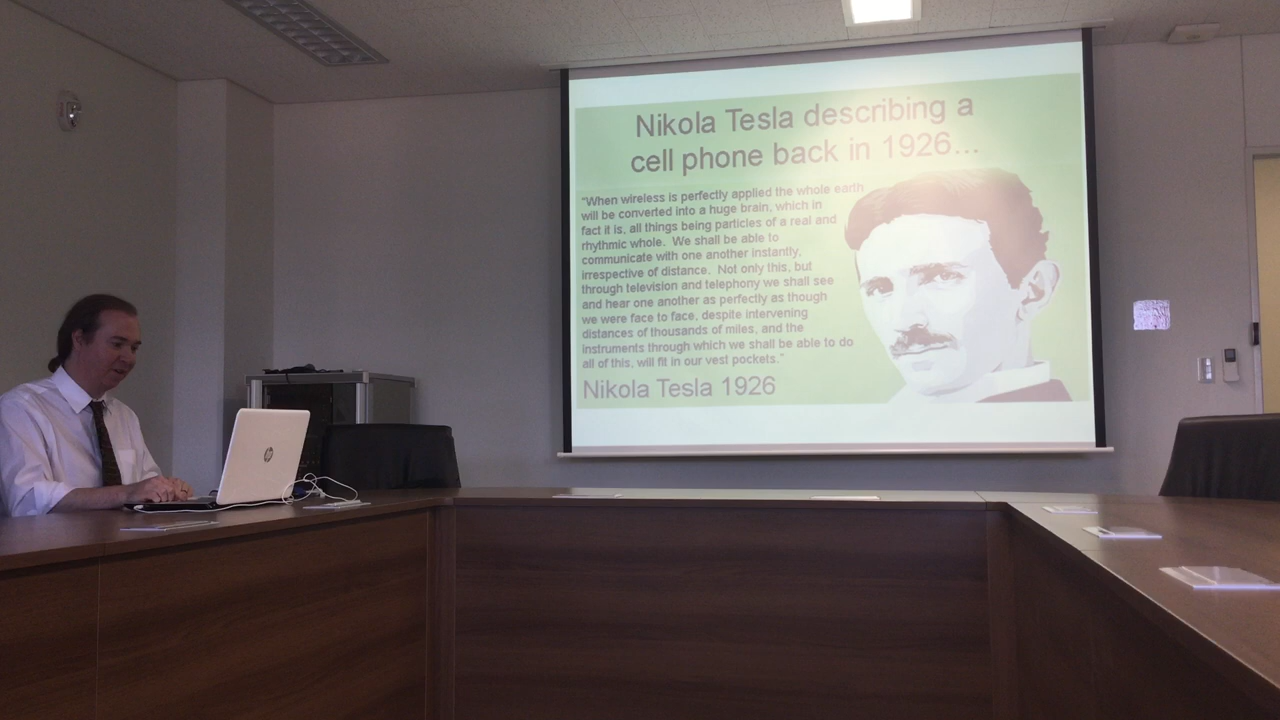 Nikola Tesla describing a
cell phone back in 1926...
"When wireless is perfectly applied the whole earth
will be converted into a huge brain, which in
fact it is, all things being particles of a real and
rhythmic whole. We shall be able to
communicate with one another instantly,
irrespective of distance. Not only this, but
through television and telephony we shall see
and hear one another as perfectly as though
we were face to face, despite intervening
distances of thousands of miles, and the
instruments through which we shall be able to do
all of this, will fit in our vest pockets."
Nikola Tesla 1926
hp